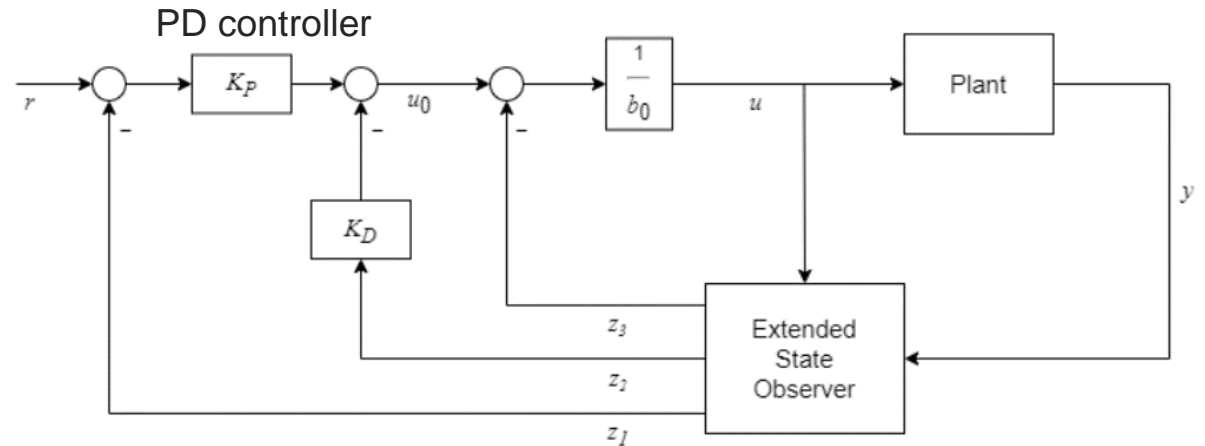 PD controller
r
−
K_P
−
u_0
−
1
b_0
u
Plant
y
K_D
z_3
z_2
z_1
Extended
State
Observer